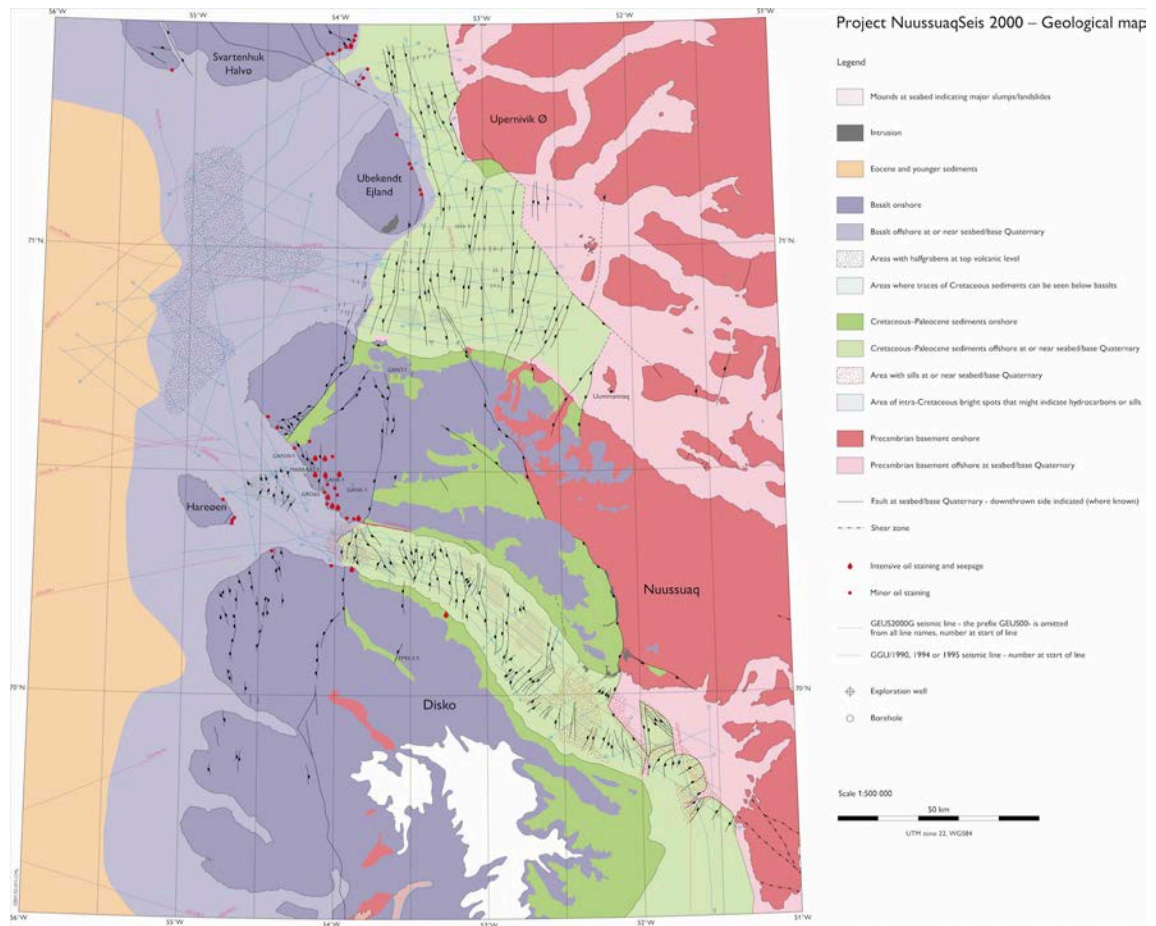 56°W
55°W
54°W
53°W
52°W
51°W
Project NuussuaqSeis 2000 – Geological map
Svartenhuk
Halvø
Upernivik Ø
Ubekendt
Ejland
71°N
71°N
Uummannaq
Hareøen
Nuussuaq
Disko
70°N
70°N
56°W
55°W
54°W
53°W
52°W
51°W
Legend
Mounds at seabed indicating major slumps/landslides
Intrusion
Eocene and younger sediments
Basalt onshore
Basalt offshore at or near seabed/base Quaternary
Areas with halfgrabens at top volcanic level
Areas where traces of Cretaceous sediments can be seen below basalts
Cretaceous–Paleocene sediments onshore
Cretaceous–Paleocene sediments offshore at or near seabed/base Quaternary
Area with sills at or near seabed/base Quaternary
Area of intra-Cretaceous bright spots that might indicate hydrocarbons or sills
Precambrian basement onshore
Precambrian basement offshore at seabed/base Quaternary
Fault at seabed/base Quaternary - downthrown side indicated (where known)
Shear zone
Intensive oil staining and seepage
Minor oil staining
GEUS2000G seismic line - the prefix GEUS00- is omitted
from all line names, number at start of line
GGU/1990, 1994 or 1995 seismic line - number at start of line
Exploration well
Borehole
Scale 1:500 000
50 km
UTM zone 22, WGS84